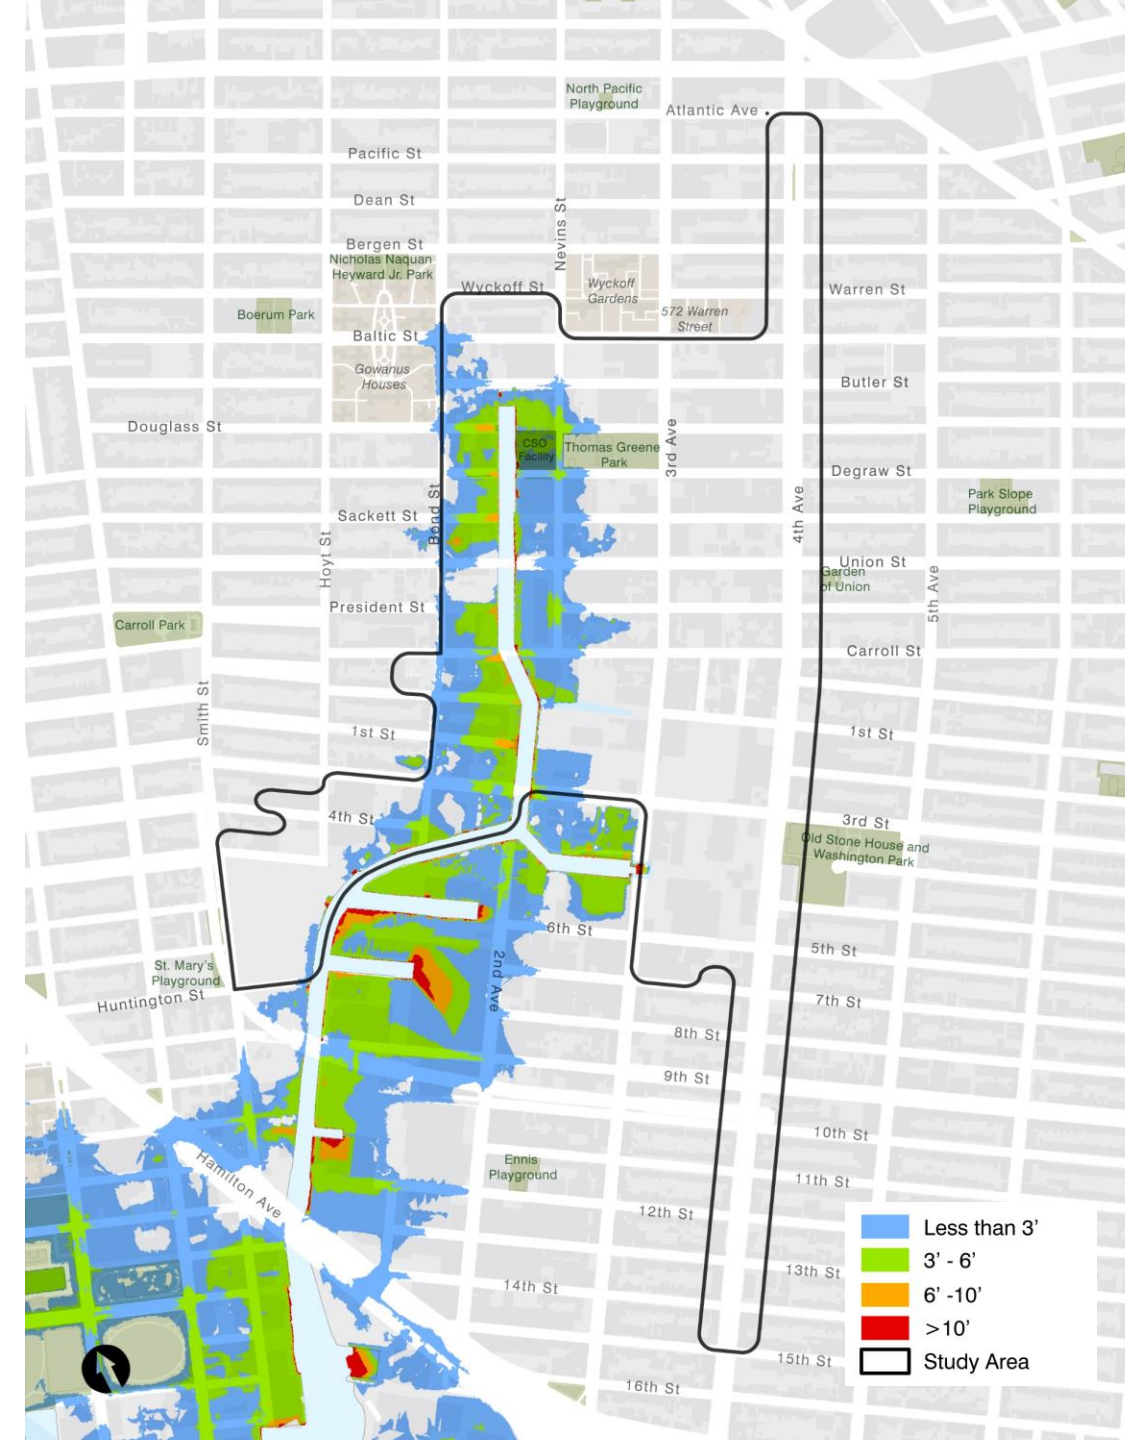 North Pacific
Playground
Atlantic Ave
Pacific St
Dean St
Nevins St
Bergen St
Nicholas Naquan
Heyward Jr. Park
Wyckoff St
Wyckoff
Gardens
Warren St
Boerum Park
572 Warren
Street
Baltic St
Gowanus
Houses
Butler St
Douglass St
3rd Ave
CSO
Facility
Thomas Greene
Park
Degraw St
Park Slope
Playground
Bond St
4th Ave
Sackett St
Hoyt St
Union St
Garden
of Union
5th Ave
President St
Carroll Park
Carroll St
Smith St
1st St
1st St
4th St
3rd St
Old Stone House and
Washington Park
6th St
5th St
2nd Ave
St. Mary's
Playground
Huntington St
7th St
8th St
9th St
10th St
Hamilton Ave
Ennis
Playground
11th St
12th St
13th St
14th St
15th St
16th St
Less than 3'
3' - 6'
6' -10'
>10'
Study Area